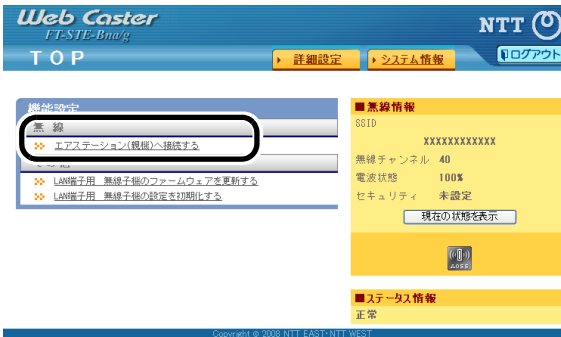 Web Caster
FT-STE-Bna/g
NTT
TOP
詳細設定
システム情報
ログアウト
機能設定
無 線
エアステーション(親機)へ接続する
LAN端子用 無線子機のファームウェアを更新する
LAN端子用 無線子機の設定を初期化する
■無線情報
SSID
XXXXXXXXXXXX
無線チャンネル 40
電波状態 100%
セキュリティ 未設定
現在の状態を表示
AOSS
■ステータス情報
正常
Copyright © 2008 NTT EAST・NTT WEST